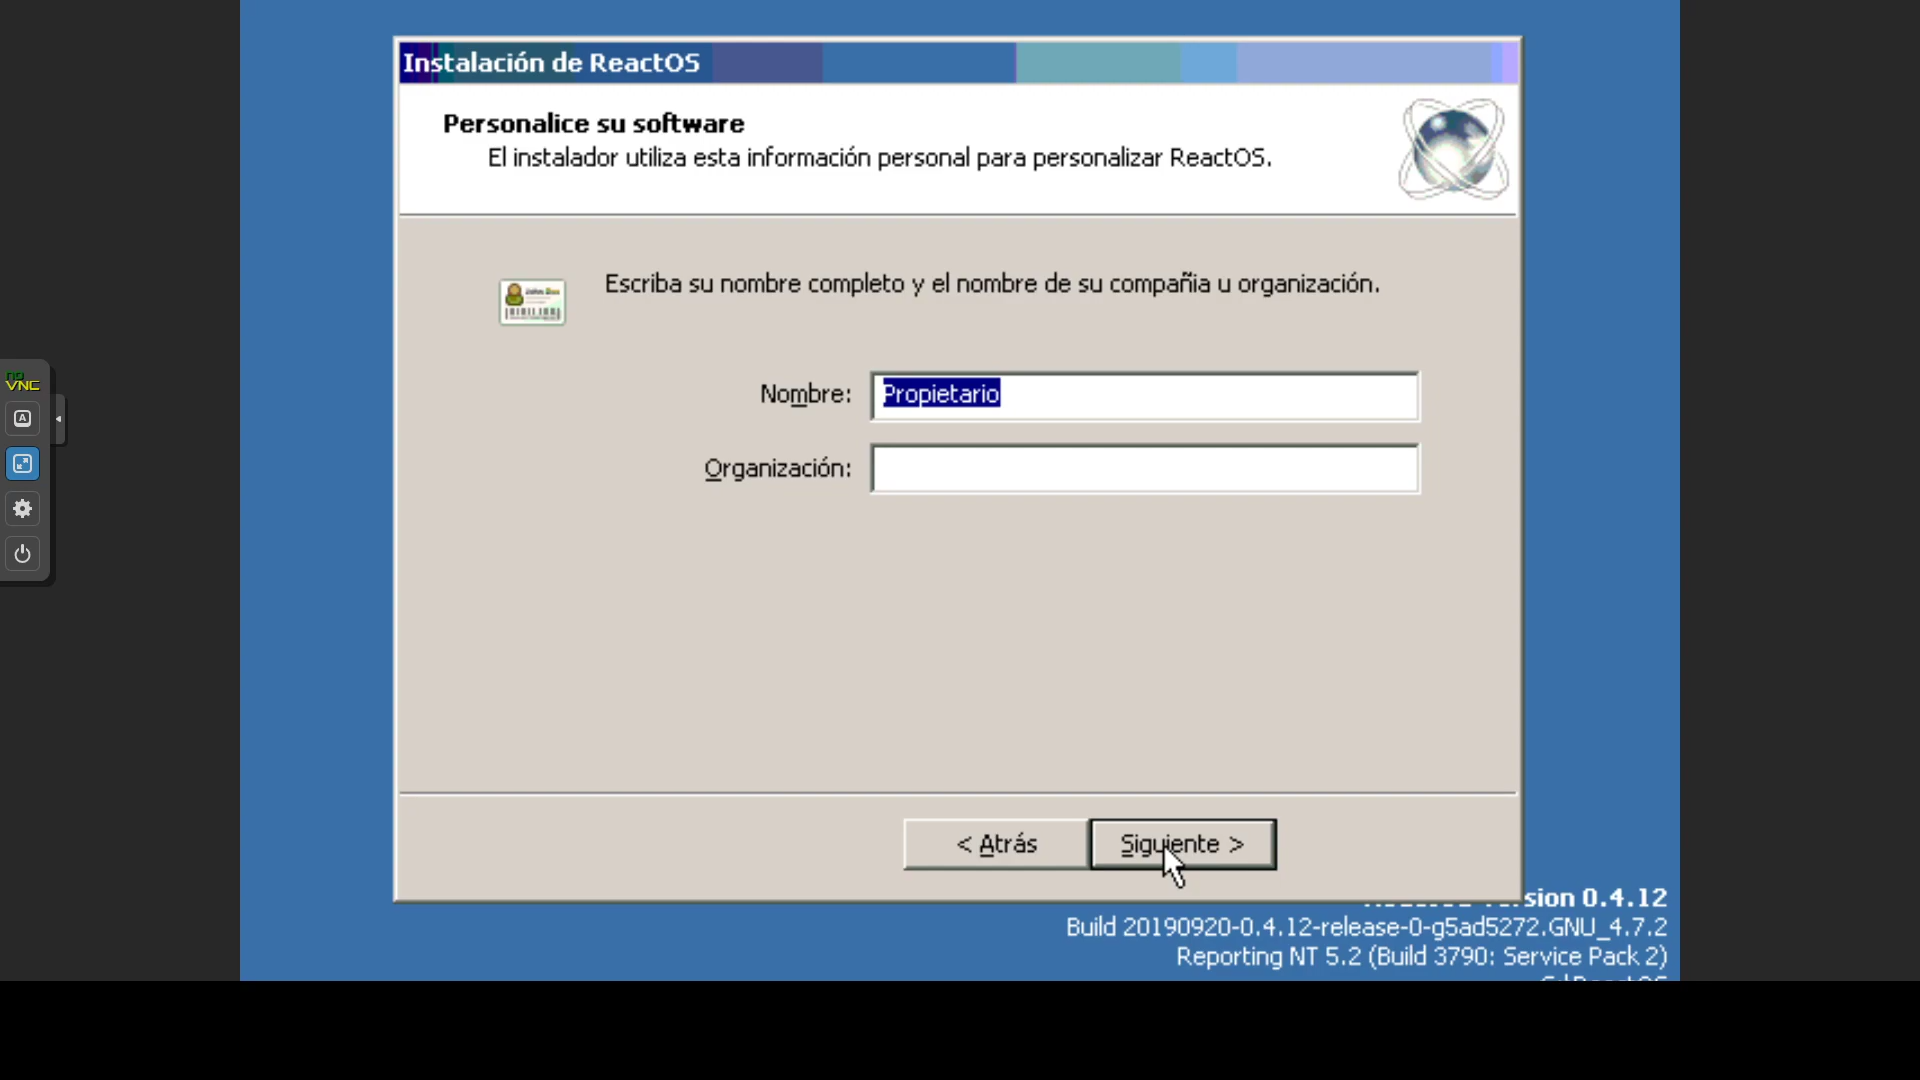 Instalación de ReactOS
Personalice su software
El instalador utiliza esta información personal para personalizar ReactOS.
Escriba su nombre completo y el nombre de su compañia u organización.
Nombre: Propietario
Organización:
< Atrás Siguiente >
no
VNC
sion 0.4.12
Build 20190920-0.4.12-release-0-g5ad5272.GNU_4.7.2
Reporting NT 5.2 (Build 3790: Service Pack 2)